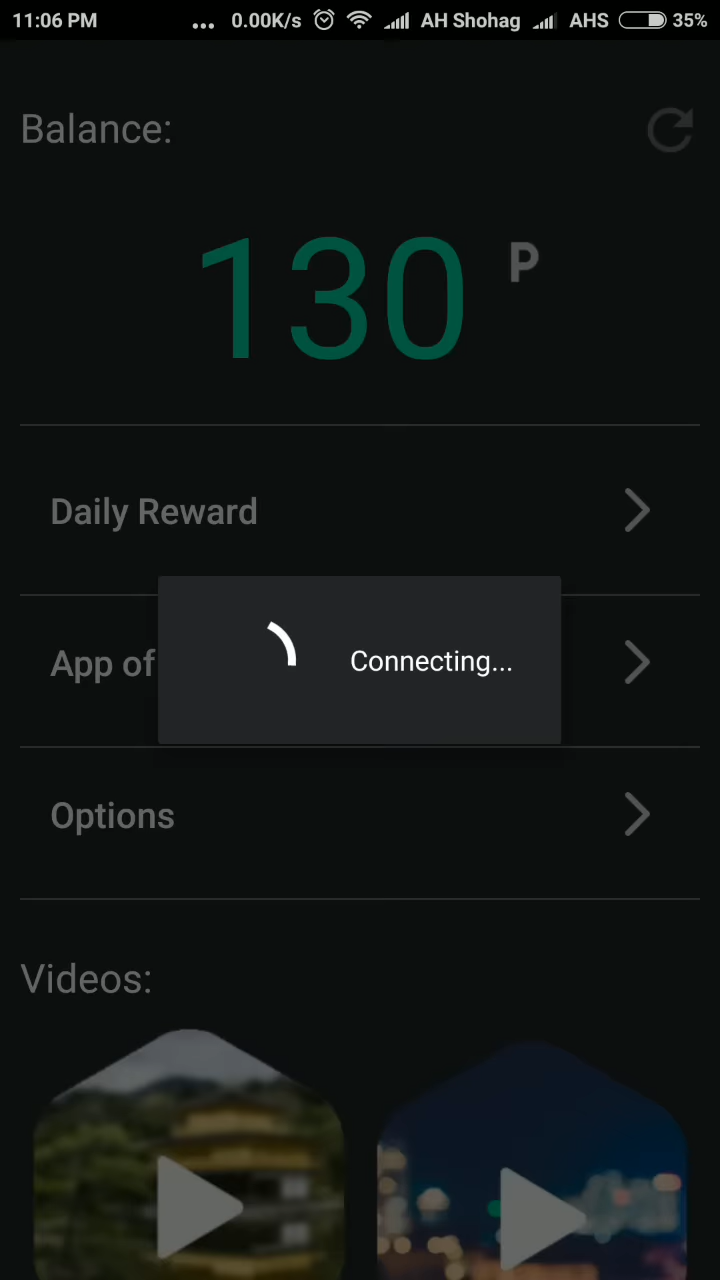 11:06 PM ... 0.00K/s AH Shohag AHS 35%
Balance:
130 P
Daily Reward
App of
Connecting...
Options
Videos: